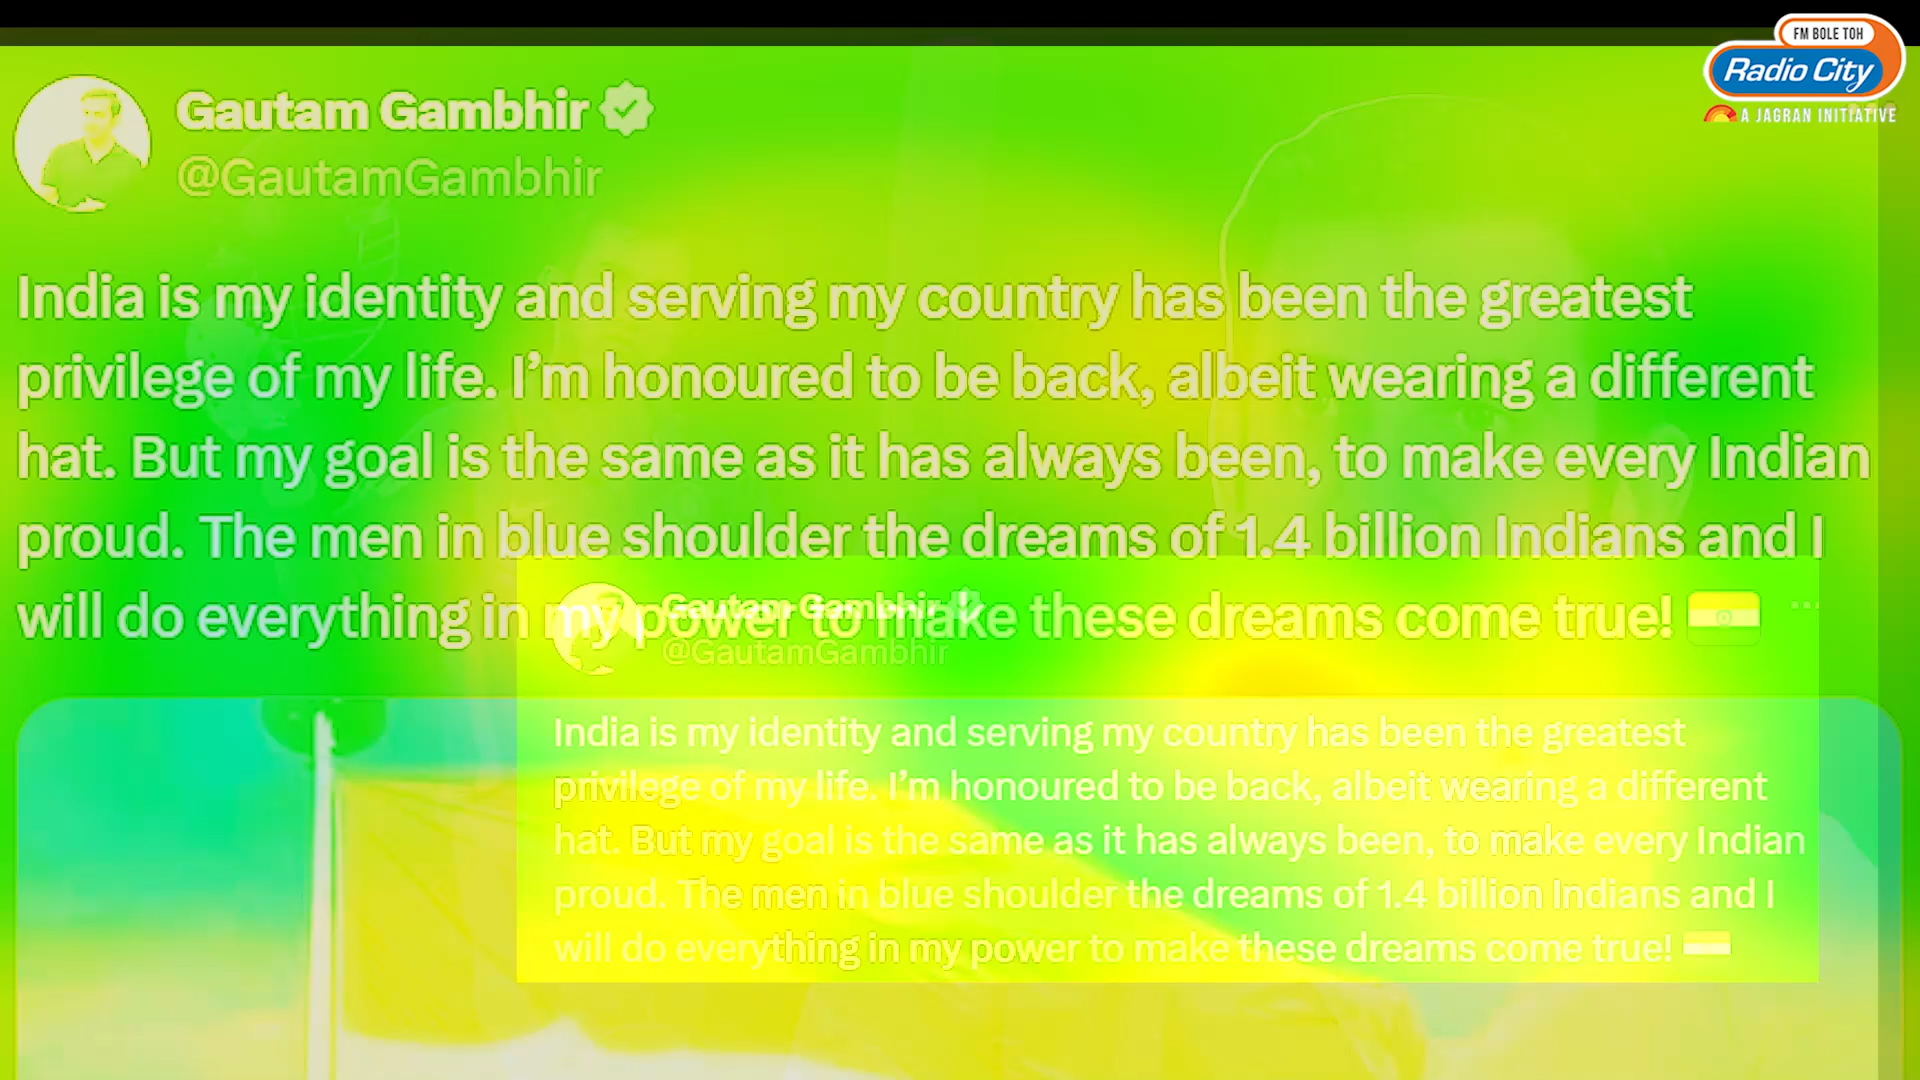 FM BOLE TOH
Radio City
A JAGRAN INITIATIVE
Gautam Gambhir
@GautamGambhir
India is my identity and serving my country has been the greatest
privilege of my life. I’m honoured to be back, albeit wearing a different
hat. But my goal is the same as it has always been, to make every Indian
proud. The men in blue shoulder the dreams of 1.4 billion Indians and I
will do everything in my power to make these dreams come true!
Gautam Gambhir
@GautamGambhir
India is my identity and serving my country has been the greatest
privilege of my life. I’m honoured to be back, albeit wearing a different
hat. But my goal is the same as it has always been, to make every Indian
proud. The men in blue shoulder the dreams of 1.4 billion Indians and I
will do everything in my power to make these dreams come true!